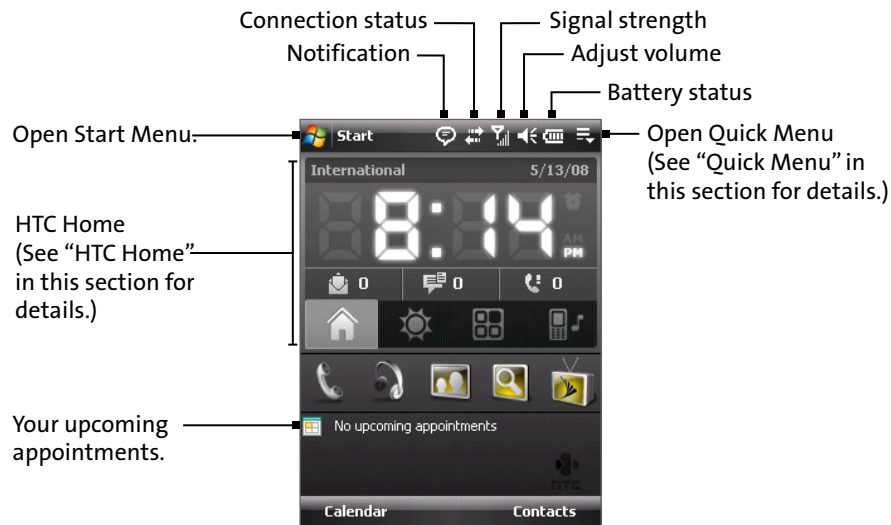 Connection status
Signal strength
Notification
Adjust volume
Battery status
Open Start Menu.
Start
Open Quick Menu
(See “Quick Menu” in
this section for details.)
International 5/13/08
8:14
AM
PM
HTC Home
(See “HTC Home”
in this section for
details.)
0 0 0
Your upcoming
appointments.
No upcoming appointments
hTC
Calendar Contacts